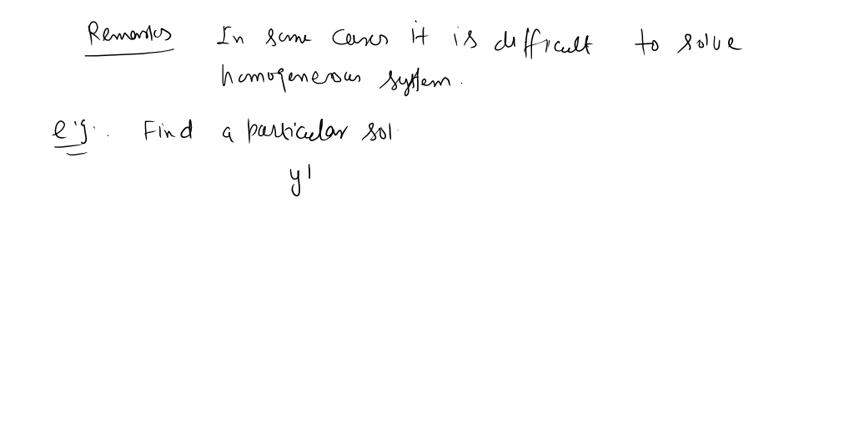 Remarks In some cases it is difficult to solve
homogeneous system.
e.g. Find a particular sol
y'